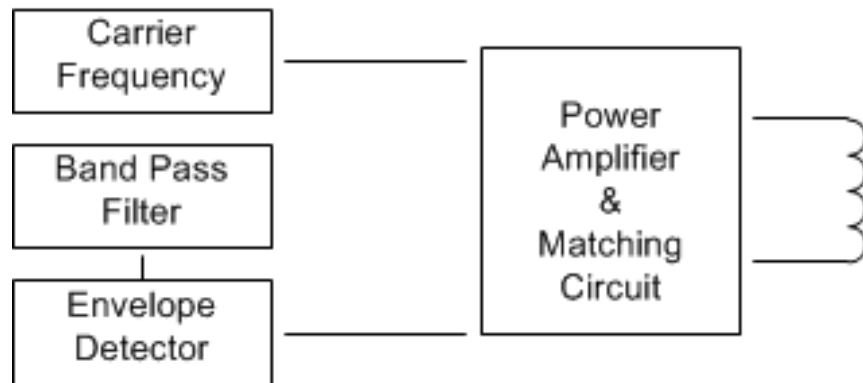 Carrier
Frequency
Band Pass
Filter
Envelope
Detector
Power
Amplifier
&
Matching
Circuit